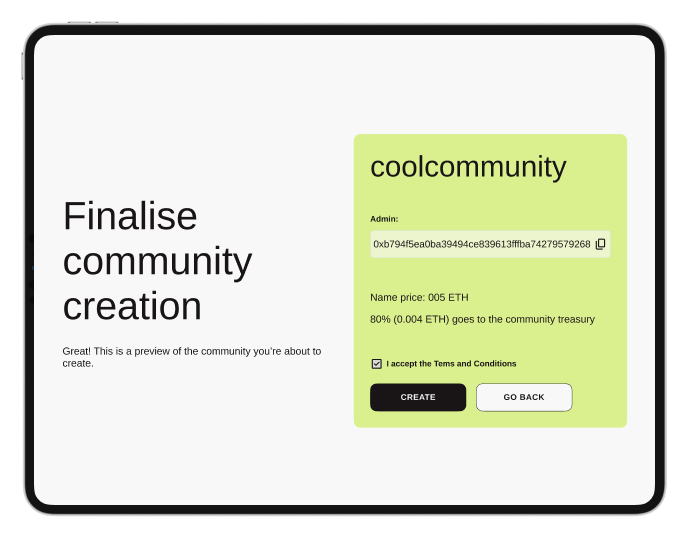 Finalise
community
creation
Great! This is a preview of the community you’re about to
create.
coolcommunity
Admin:
0xb794f5ea0ba39494ce839613fffba74279579268
Name price: 005 ETH
80% (0.004 ETH) goes to the community treasury
I accept the Tems and Conditions
CREATE
GO BACK